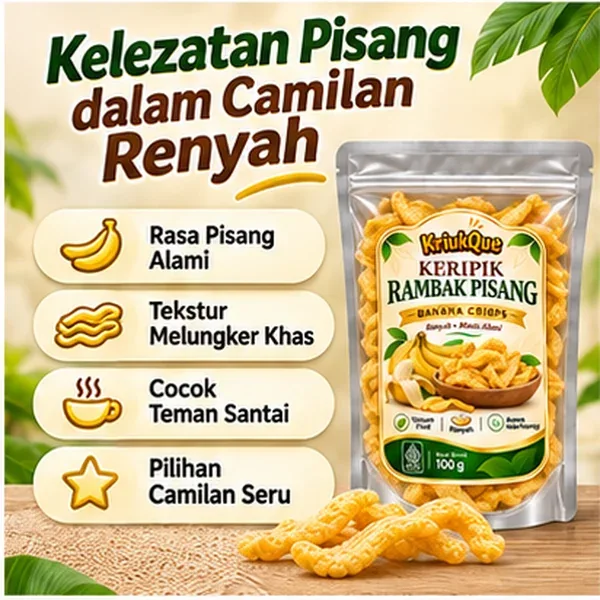 Kelezatan Pisang
dalam Camilan
Renyah
Rasa Pisang
Alami
Tekstur
Melungker Khas
Cocok
Teman Santai
Pilihan
Camilan Seru
KriukQue
KERIPIK
RAMBAK PISANG
BANANA CRISPS
100 g